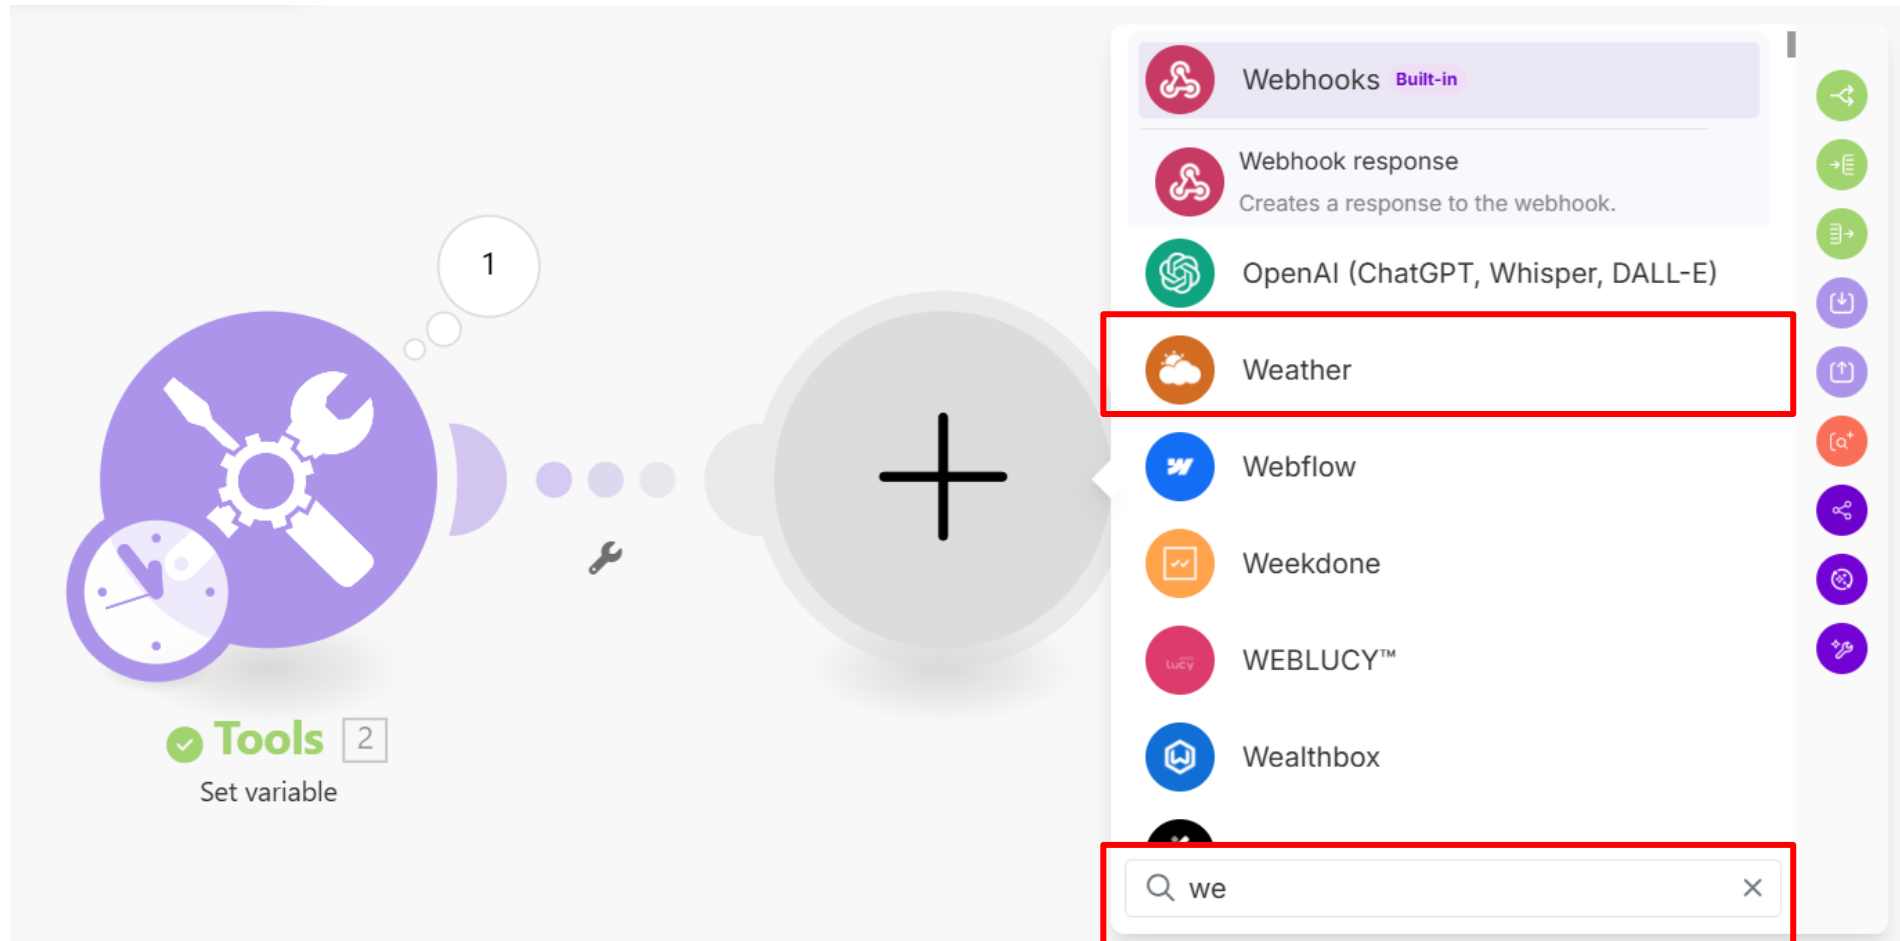 1
Tools 2
Set variable
Webhooks Built-in
Webhook response
Creates a response to the webhook.
OpenAI (ChatGPT, Whisper, DALL-E)
Weather
Webflow
Weekdone
Lucy
WEBLUCY™
Wealthbox
we